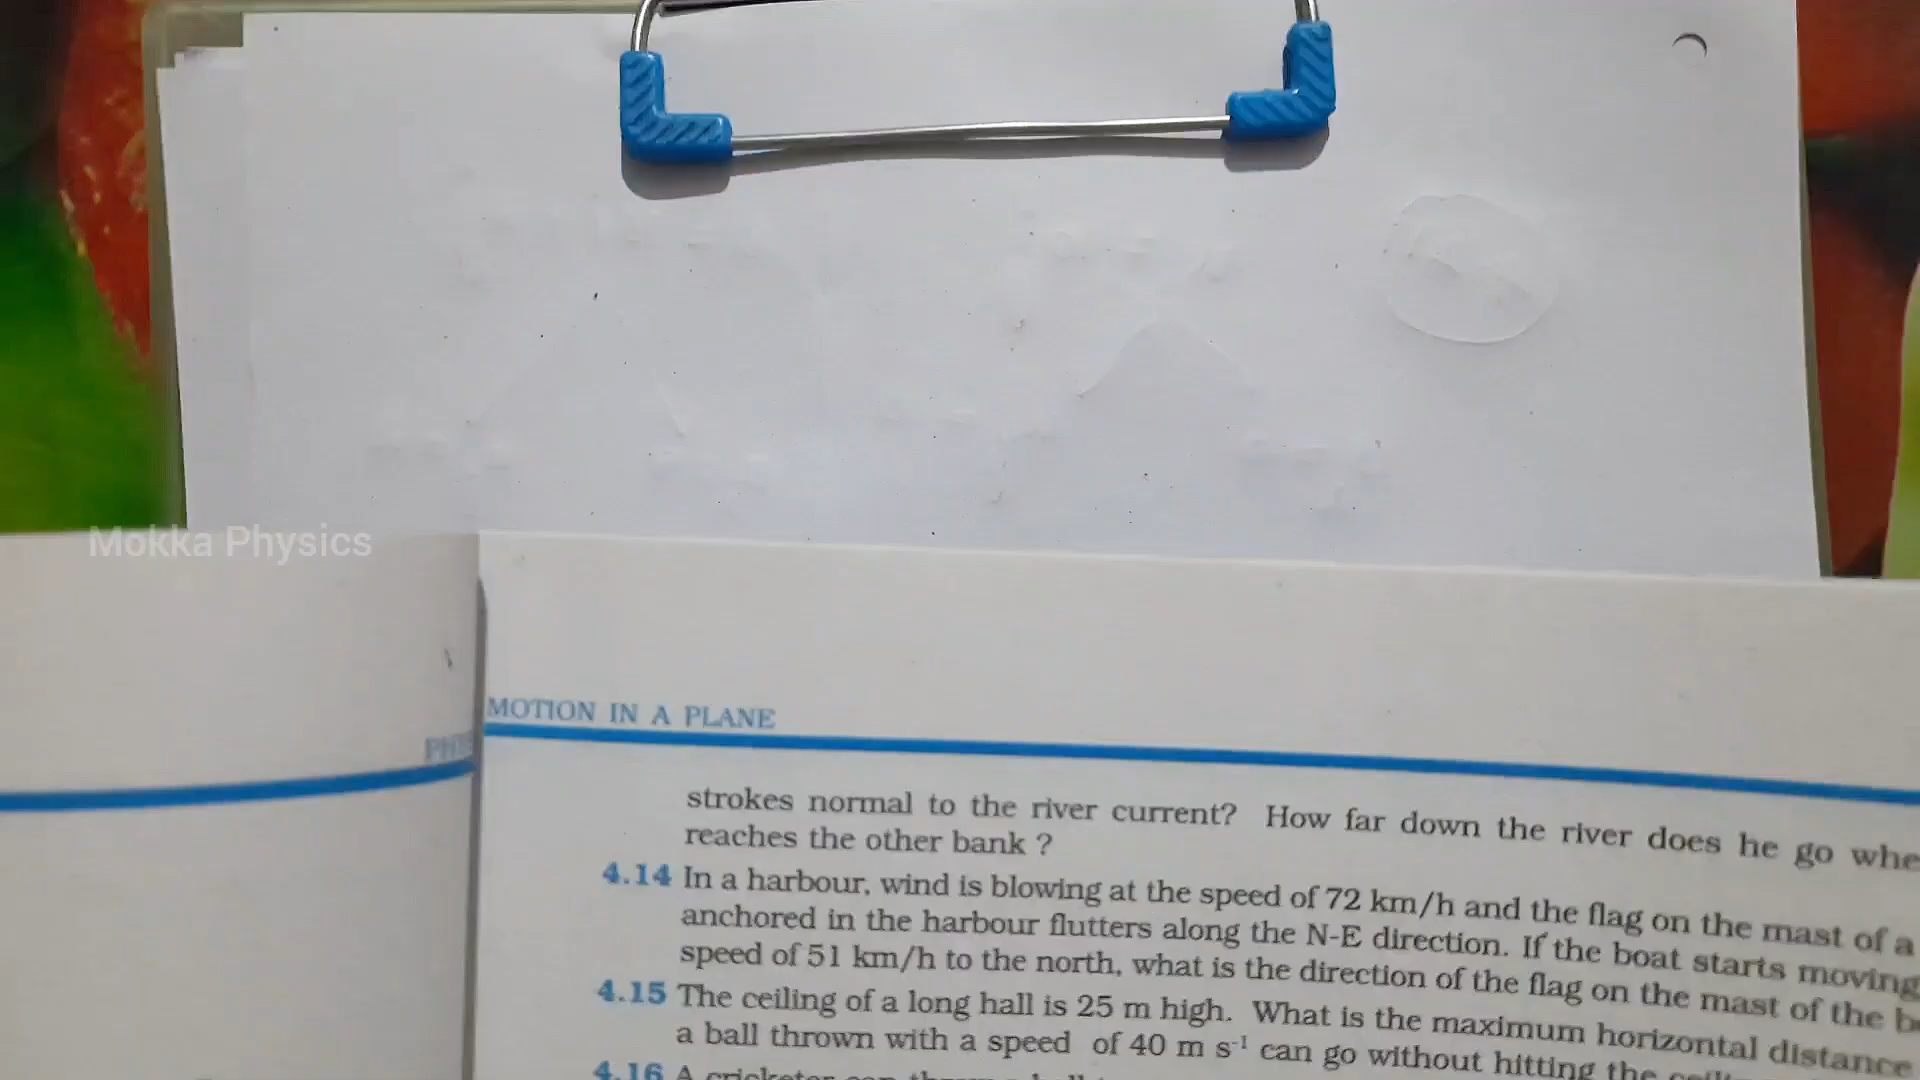 Mokka Physics
MOTION IN A PLANE
strokes normal to the river current? How far down the river does he go
reaches the other bank ?
4.14 In a harbour, wind is blowing at the speed of 72 km/h and the flag on the mast of a
anchored in the harbour flutters along the N-E direction. If the boat starts moving
speed of 51 km/h to the north, what is the direction of the flag on the mast of the
4.15 The ceiling of a long hall is 25 m high. What is the maximum horizontal distance
a ball thrown with a speed of 40 m s⁻¹ can go without hitting the
4.16 A